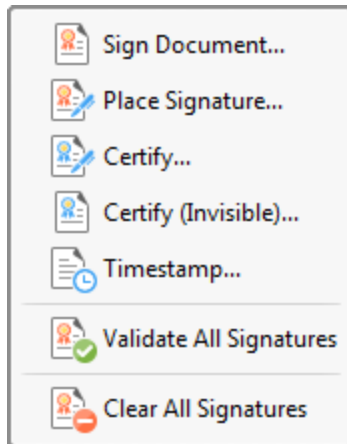 Sign Document...
Place Signature...
Certify...
Certify (Invisible)...
Timestamp...
Validate All Signatures
Clear All Signatures